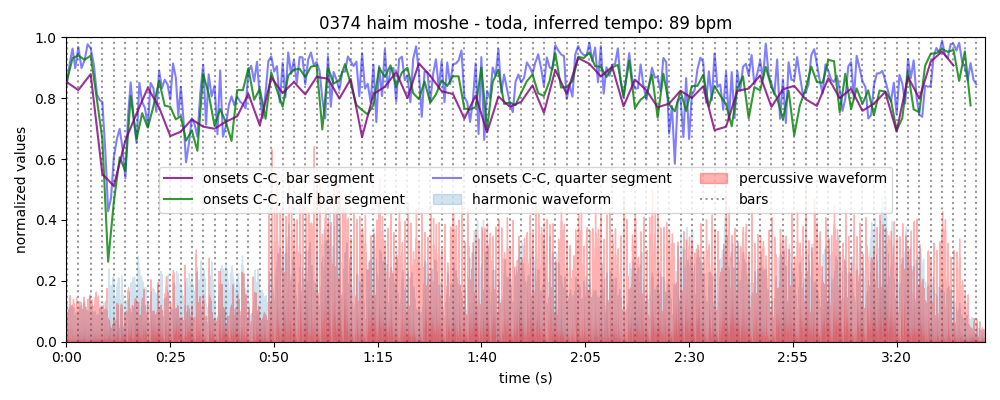 0374 haim moshe - toda, inferred tempo: 89 bpm
normalized values
1.0
0.8
0.6
0.4
0.2
0.0
onsets C-C, bar segment
onsets C-C, half bar segment
onsets C-C, quarter segment
harmonic waveform
percussive waveform
bars
0:00 0:25 0:50 1:15 1:40 2:05 2:30 2:55 3:20
time (s)